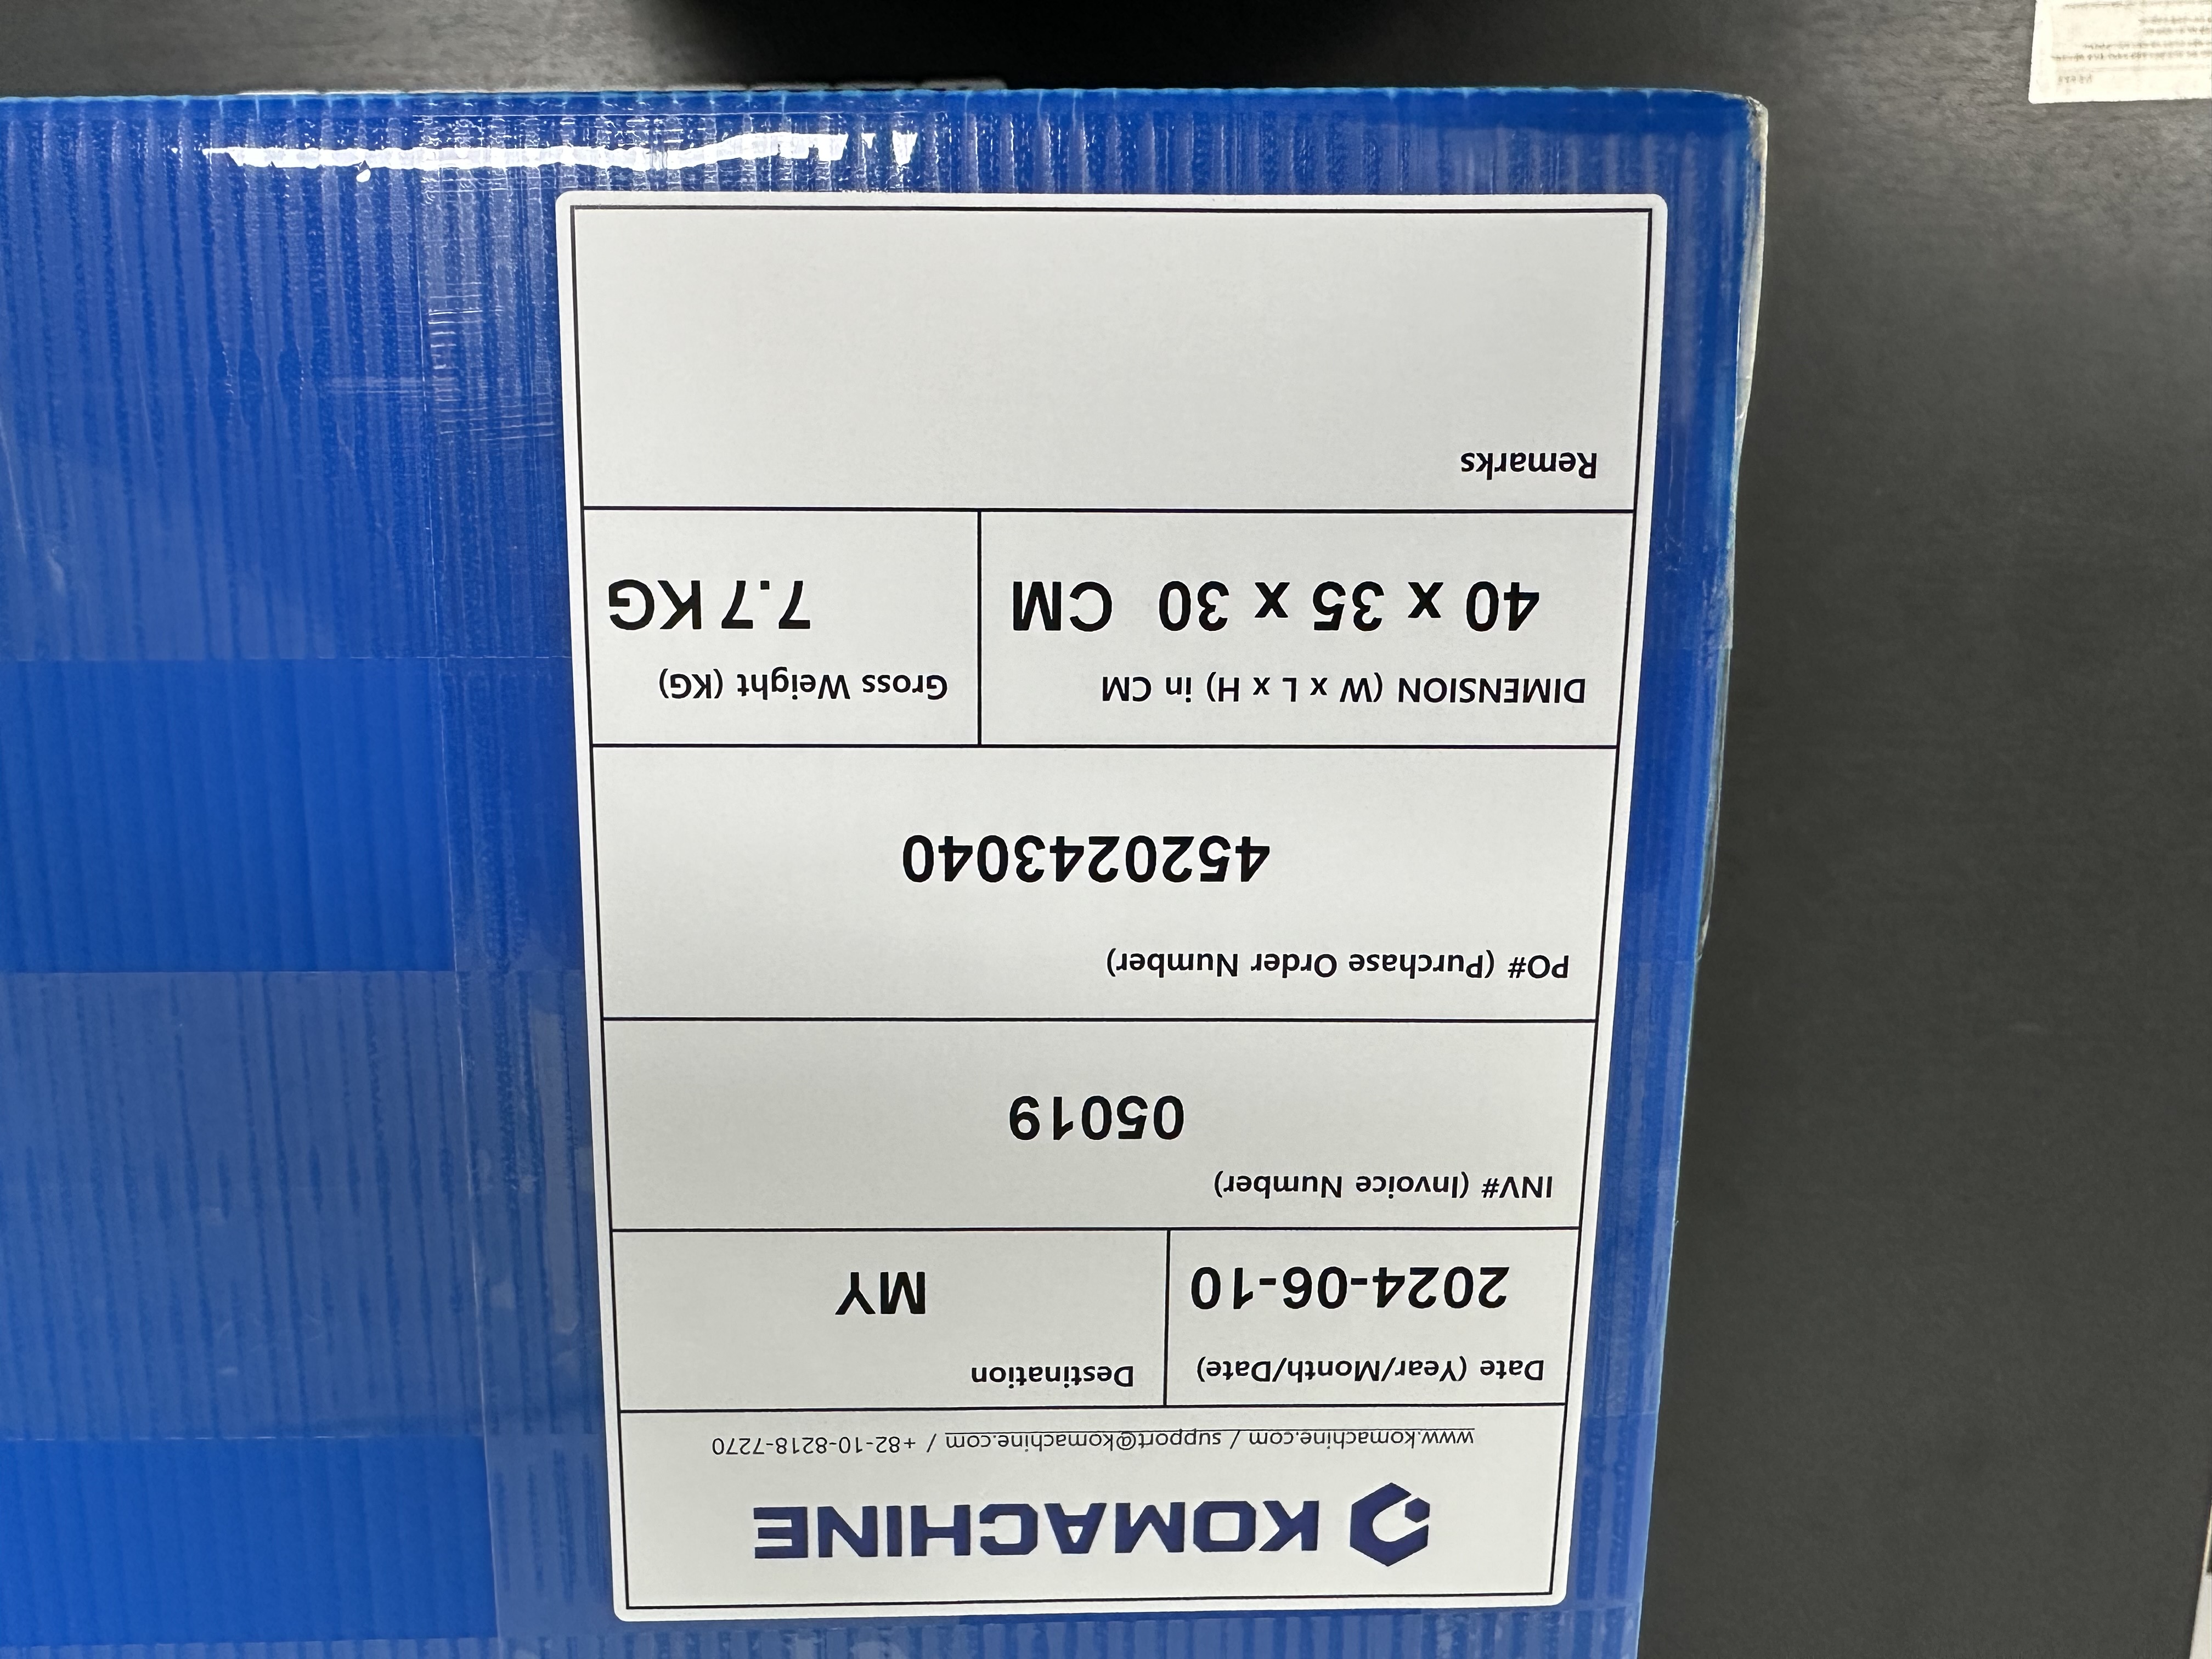 KOMACHINE
www.komachine.com / support@komachine.com / +82-10-8218-7270
Date (Year/Month/Date)
2024-06-10
Destination
MY
INV# (Invoice Number)
05019
PO# (Purchase Order Number)
4520243040
DIMENSION (W x L x H) in CM
40 x 35 x 30 CM
Gross Weight (KG)
7.7 KG
Remarks